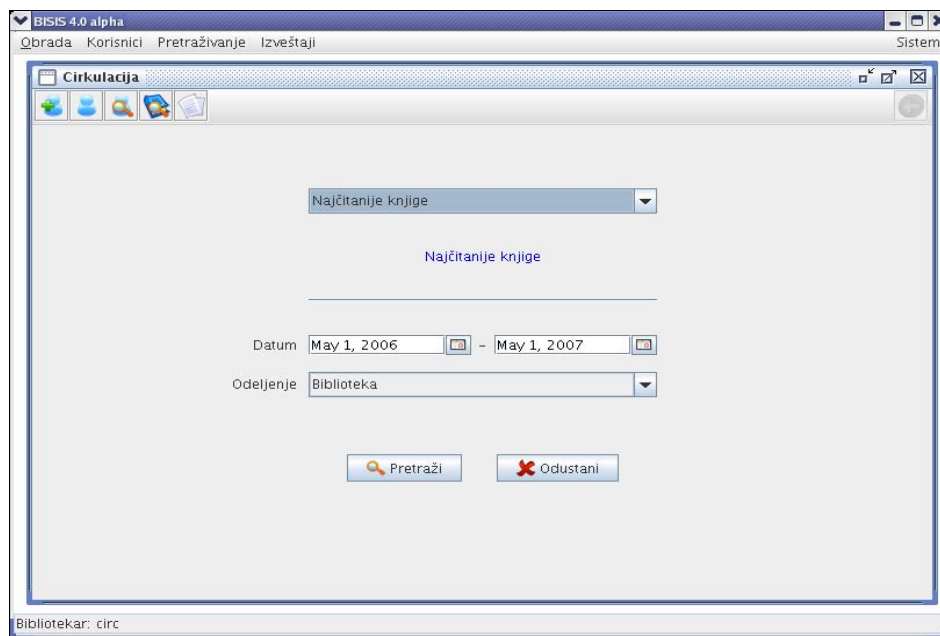 BISIS 4.0 alpha
Obrada Korisnici Pretraživanje Izveštaji Sistem
Cirkulacija
Najčitanije knjige
Najčitanije knjige
Datum May 1, 2006 – May 1, 2007
Odeljenje Biblioteka
Pretraži Odustani
Bibliotekar: circ